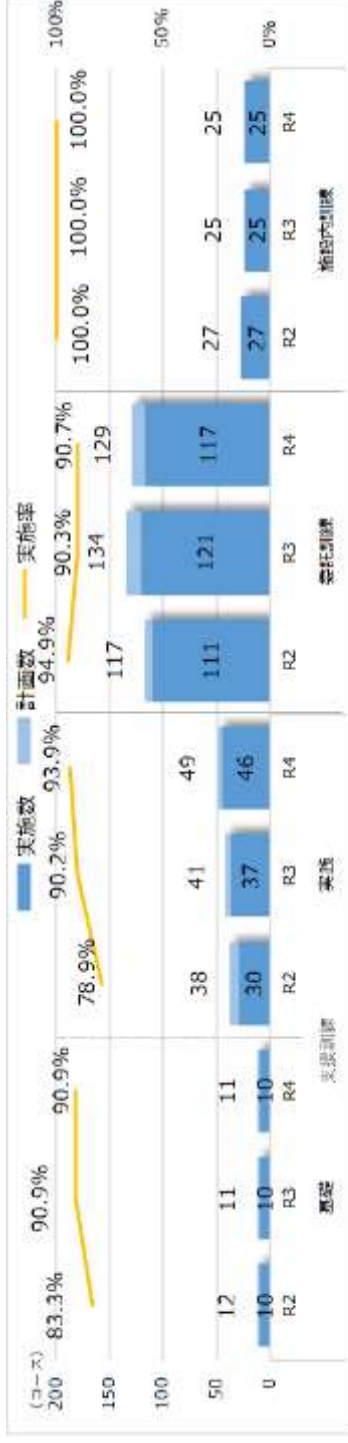 実施数 計画数 実施率
(コース)
200
150
100
50
0
100%
50%
0%
83.3% 90.9% 90.9% 78.9% 90.2% 93.9% 94.9% 90.3% 90.7% 100.0% 100.0% 100.0%
12 11 11 38 41 49 117 134 129 27 25 25
10 10 10 30 37 46 111 121 117 27 25 25
R2 R3 R4 R2 R3 R4 R2 R3 R4 R2 R3 R4
基礎 実践 委託訓練 施設内訓練
支援訓練